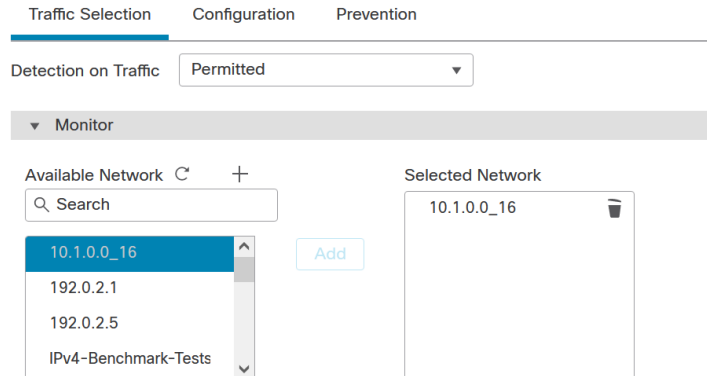 Traffic Selection Configuration Prevention
Detection on Traffic Permitted
Monitor
Available Network Selected Network
Search 10.1.0.0_16
10.1.0.0_16 Add
192.0.2.1
192.0.2.5
IPv4-Benchmark-Tests